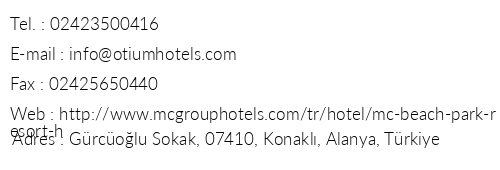 Tel. : 02423500416
E-mail : info@otiumhotels.com
Fax : 02425650440
Web : http://www.mcgrouphotels.com/tr/hotel/mc-beach-park-r
esort-h
Adres : Gürcüoğlu Sokak, 07410, Konaklı, Alanya, Türkiye